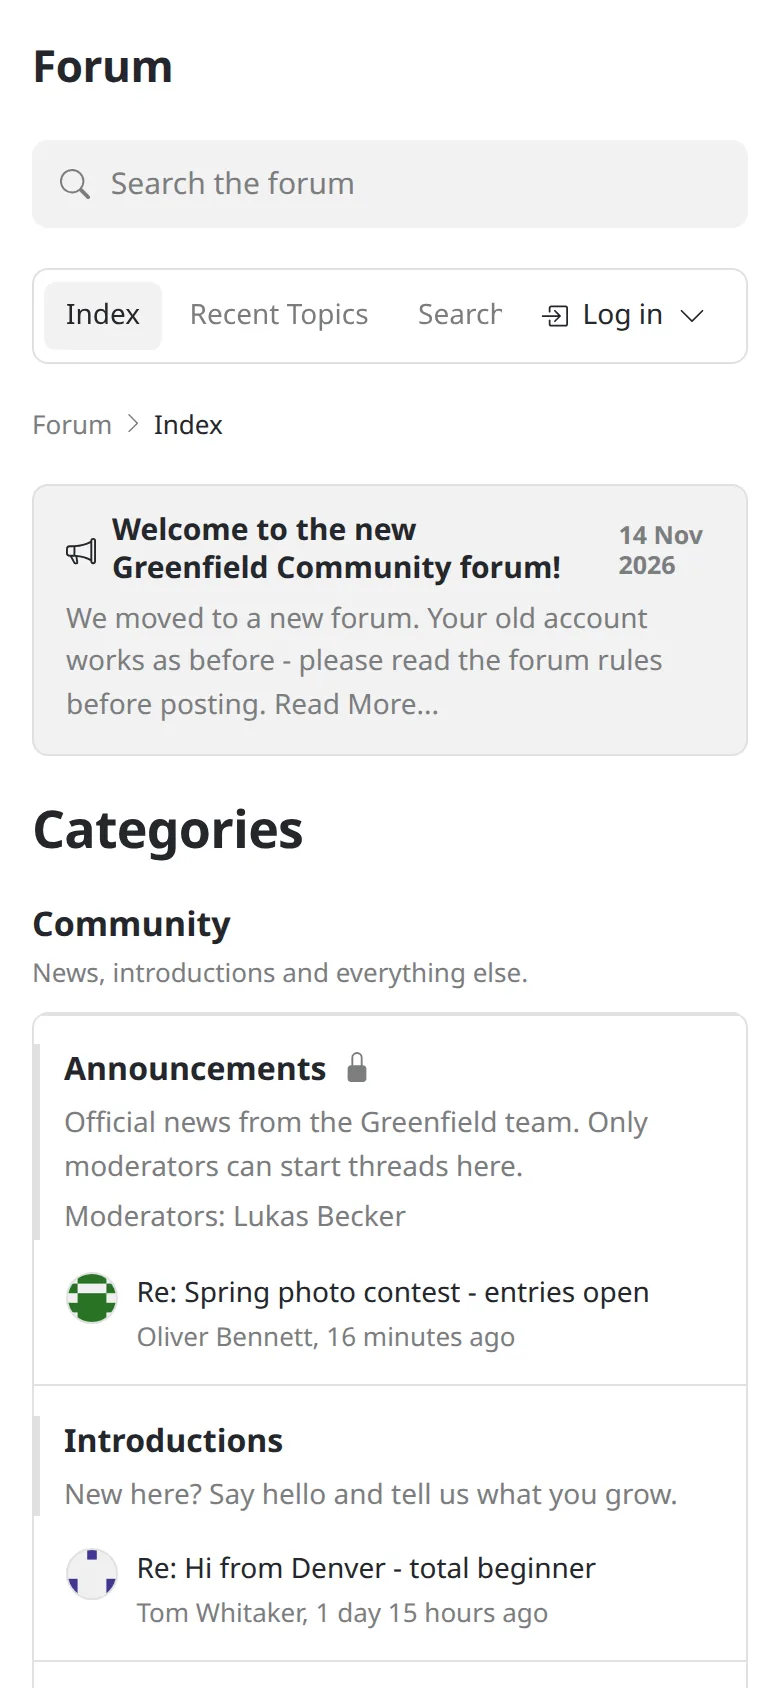 Forum
Search the forum
Index Recent Topics Search Log in
Forum Index
Welcome to the new
Greenfield Community forum!
14 Nov
2026
We moved to a new forum. Your old account
works as before - please read the forum rules
before posting. Read More...
Categories
Community
News, introductions and everything else.
Announcements
Official news from the Greenfield team. Only
moderators can start threads here.
Moderators: Lukas Becker
Re: Spring photo contest - entries open
Oliver Bennett, 16 minutes ago
Introductions
New here? Say hello and tell us what you grow.
Re: Hi from Denver - total beginner
Tom Whitaker, 1 day 15 hours ago